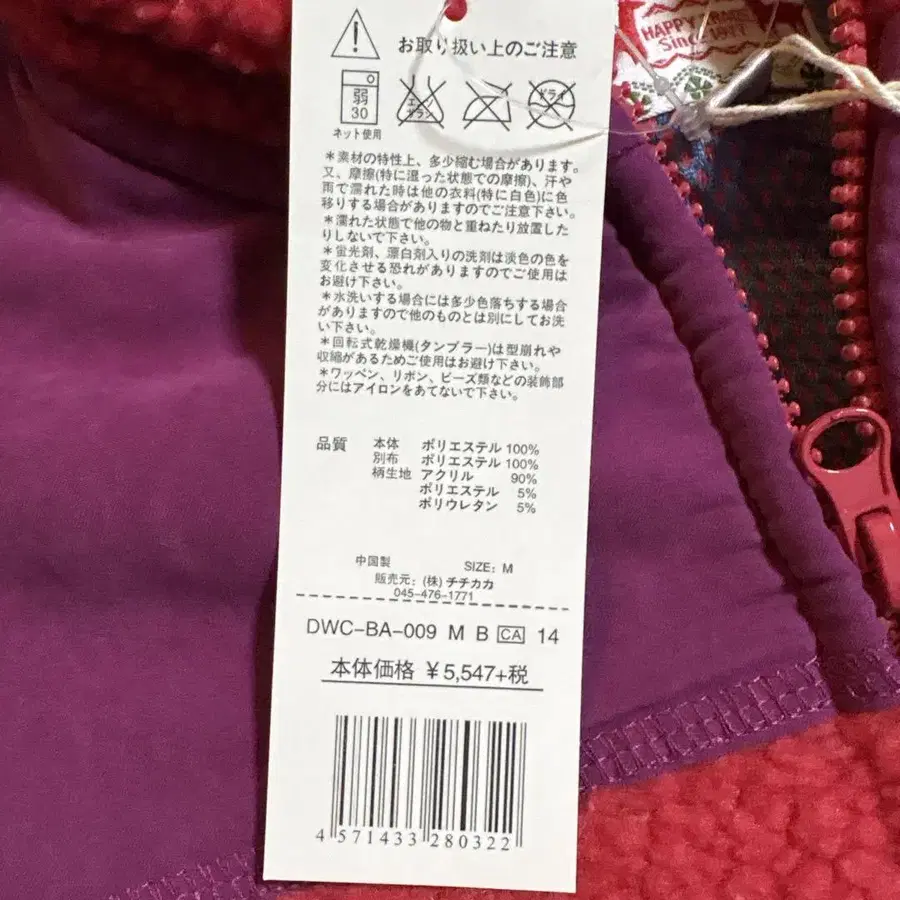 お取り扱い上のご注意
弱
30
エンソ
サラシ
ドライ
ネット使用
＊素材の特性上、多少縮む場合があります。
又、摩擦(特に湿った状態での摩擦)、汗や
雨で濡れた時は他の衣料(特に白色)に色
移りする場合がありますのでご注意下さい。
＊濡れた状態で他の物と重ねたり放置した
りしないで下さい。
＊蛍光剤、漂白剤入りの洗剤は淡色の色を
変化させる恐れがありますのでご使用は
お避け下さい。
＊水洗いする場合には多少色落ちする場合
がありますので他のものとは別にしてお洗
い下さい。
＊回転式乾燥機(タンブラー)は型崩れや
収縮があるためご使用はお避け下さい。
＊ワッペン、リボン、ビーズ類などの装飾部
分にはアイロンをあてないで下さい。
品質 本体 ポリエステル 100%
別布 ポリエステル 100%
柄生地 アクリル 90%
ポリエステル 5%
ポリウレタン 5%
中国製 SIZE: M
販売元: (株) チチカカ
045-476-1771
DWC-BA-009 M B CA 14
本体価格 ¥5,547+税
4 571433 280322
HAPPY TRADE
Since 1977